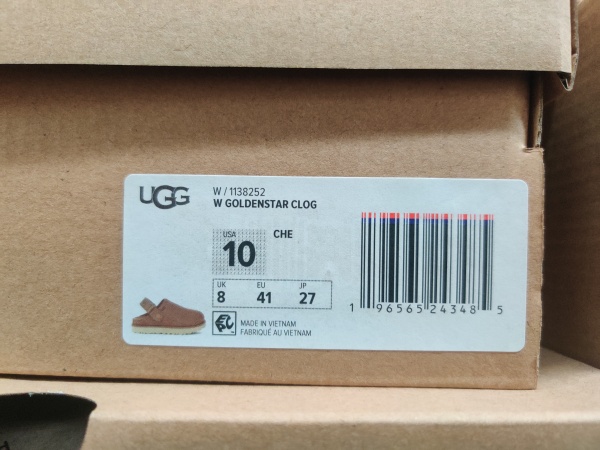 UGG
W / 1138252
W GOLDENSTAR CLOG
USA
10
CHE
UK EU JP
8 41 27
MADE IN VIETNAM
FABRIQUÉ AU VIETNAM
1 96565 24348 5